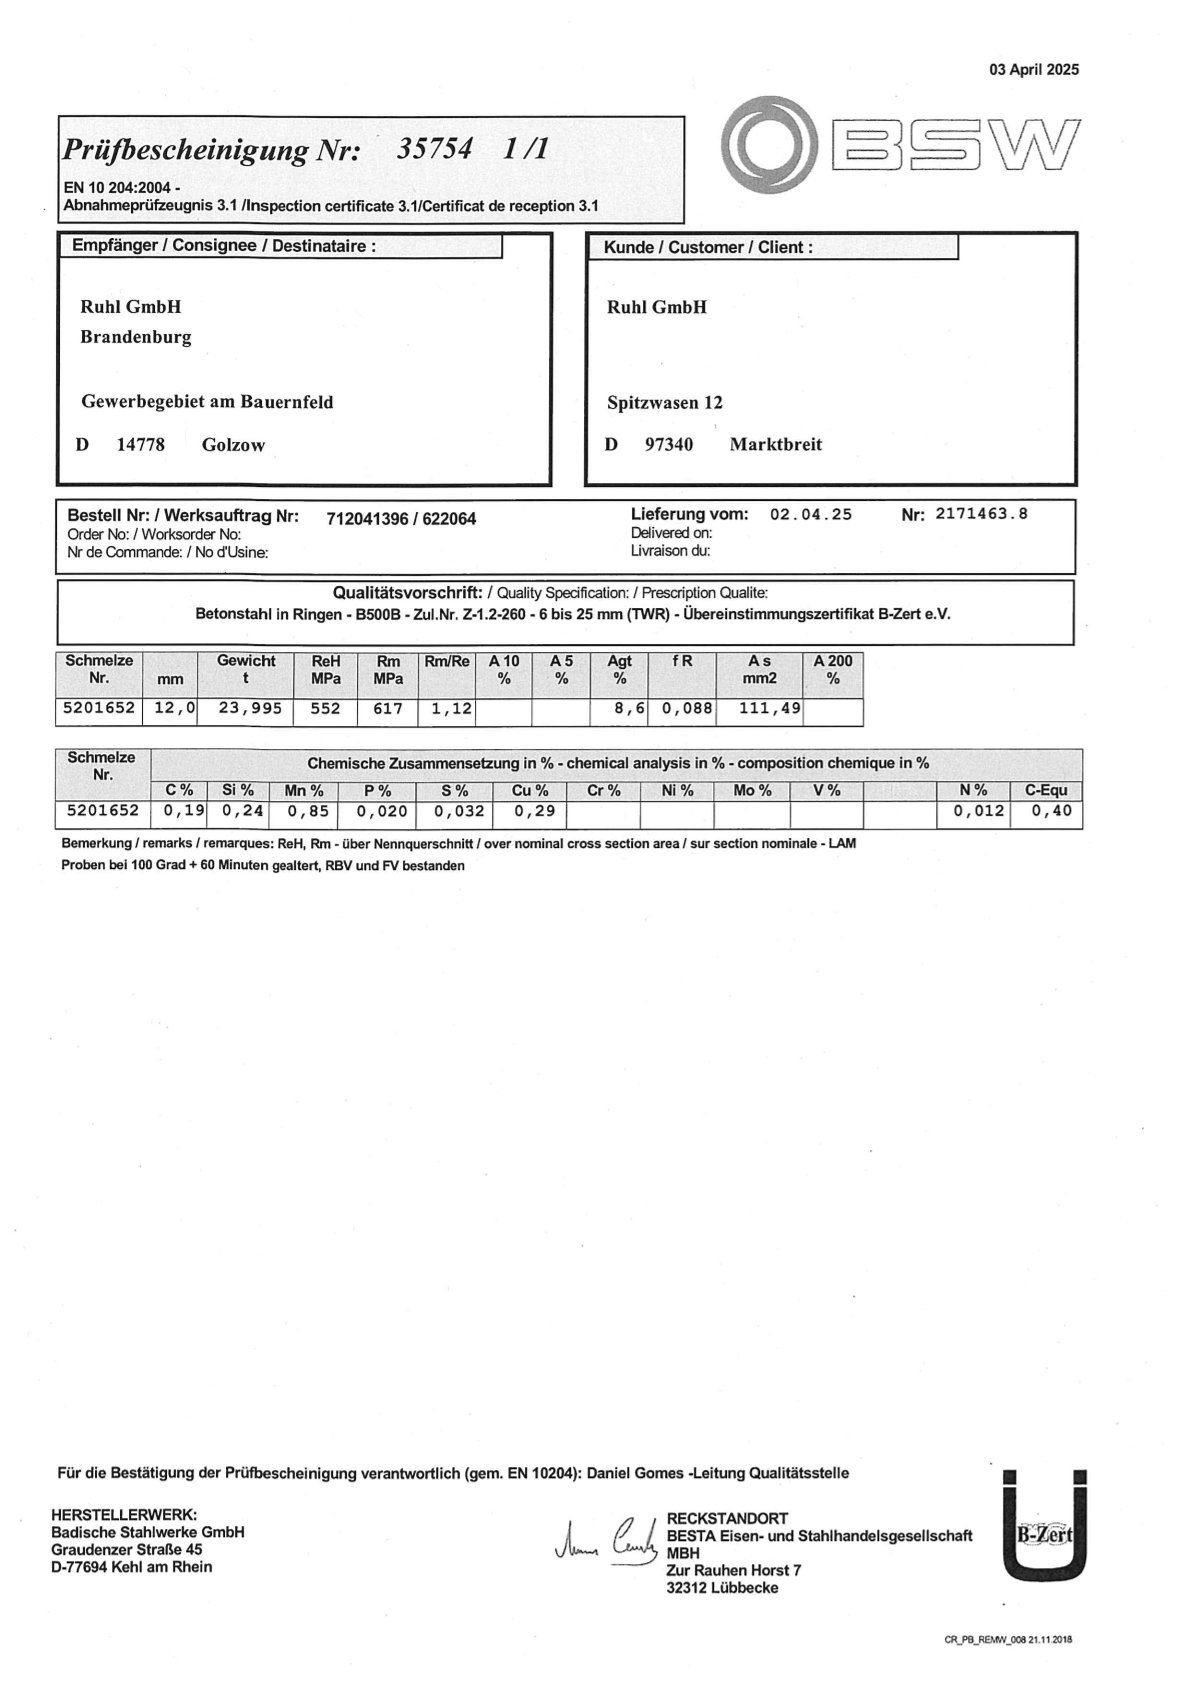 03 April 2025
BSW
Prüfbescheinigung Nr: 35754 1/1
EN 10 204:2004 -
Abnahmeprüfzeugnis 3.1 /Inspection certificate 3.1/Certificat de reception 3.1
Empfänger / Consignee / Destinataire :
Ruhl GmbH
Brandenburg
Gewerbegebiet am Bauernfeld
D 14778 Golzow
Kunde / Customer / Client :
Ruhl GmbH
Spitzwasen 12
D 97340 Marktbreit
Bestell Nr: / Werksauftrag Nr: 712041396 / 622064
Order No: / Worksorder No:
Nr de Commande: / No d'Usine:
Lieferung vom: 02.04.25 Nr: 2171463.8
Delivered on:
Livraison du:
Qualitätsvorschrift: / Quality Specification: / Prescription Qualite:
Betonstahl in Ringen - B500B - Zul.Nr. Z-1.2-260 - 6 bis 25 mm (TWR) - Übereinstimmungszertifikat B-Zert e.V.
Schmelze Gewicht ReH Rm Rm/Re A 10 A 5 Agt f R A s A 200
Nr. mm t MPa MPa % % % mm2 %
5201652 12,0 23,995 552 617 1,12 8,6 0,088 111,49
Schmelze Nr. Chemische Zusammensetzung in % - chemical analysis in % - composition chimique in %
C % Si % Mn % P % S % Cu % Cr % Ni % Mo % V % N % C-Equ
5201652 0,19 0,24 0,85 0,020 0,032 0,29 0,012 0,40
Bemerkung / remarks / remarques: ReH, Rm - über Nennquerschnitt / over nominal cross section area / sur section nominale - LAM
Proben bei 100 Grad + 60 Minuten gealtert, RBV und FV bestanden
Für die Bestätigung der Prüfbescheinigung verantwortlich (gem. EN 10204): Daniel Gomes -Leitung Qualitätsstelle
HERSTELLERWERK:
Badische Stahlwerke GmbH
Graudenzer Straße 45
D-77694 Kehl am Rhein
RECKSTANDORT
BESTA Eisen- und Stahlhandelsgesellschaft
MBH
Zur Rauhen Horst 7
32312 Lübbecke
B-Zert
CR_PB_REMW_008 21.11.2018